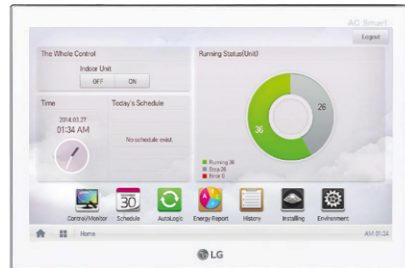 AC Smart
Logout
The Whole Control
Indoor Unit
OFF ON
Time
2014.03.27
01:34 AM
Today's Schedule
No schedule exist.
Running Status(Unit)
26
36
Running 36
Stop 26
Error 0
30
Control/Monitor
Schedule
AutoLogic
Energy Report
History
Installing
Environment
Home
AM 01:34
LG